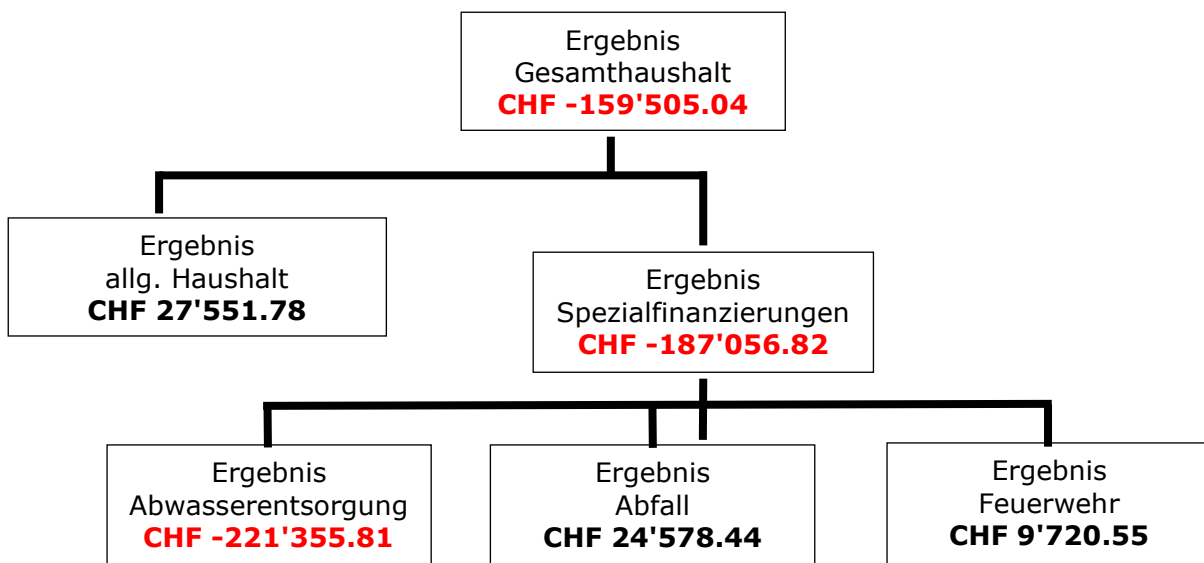 Ergebnis
Gesamthaushalt
CHF -159'505.04
Ergebnis
allg. Haushalt
CHF 27'551.78
Ergebnis
Spezialfinanzierungen
CHF -187'056.82
Ergebnis
Abwasserentsorgung
CHF -221'355.81
Ergebnis
Abfall
CHF 24'578.44
Ergebnis
Feuerwehr
CHF 9'720.55